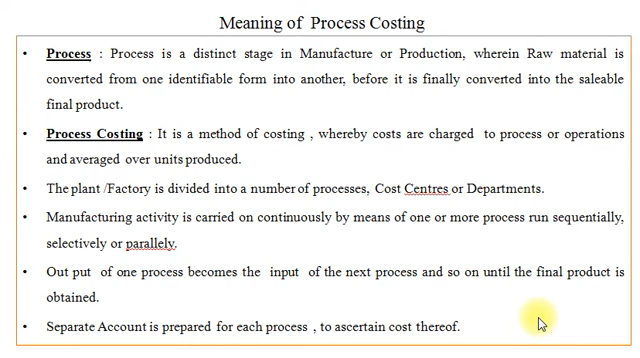 Meaning of Process Costing
• Process : Process is a distinct stage in Manufacture or Production, wherein Raw material is
converted from one identifiable form into another, before it is finally converted into the saleable
final product.
• Process Costing : It is a method of costing , whereby costs are charged to process or operations
and averaged over units produced.
• The plant /Factory is divided into a number of processes, Cost Centres or Departments.
• Manufacturing activity is carried on continuously by means of one or more process run sequentially,
selectively or parallely.
• Out put of one process becomes the input of the next process and so on until the final product is
obtained.
• Separate Account is prepared for each process , to ascertain cost thereof.